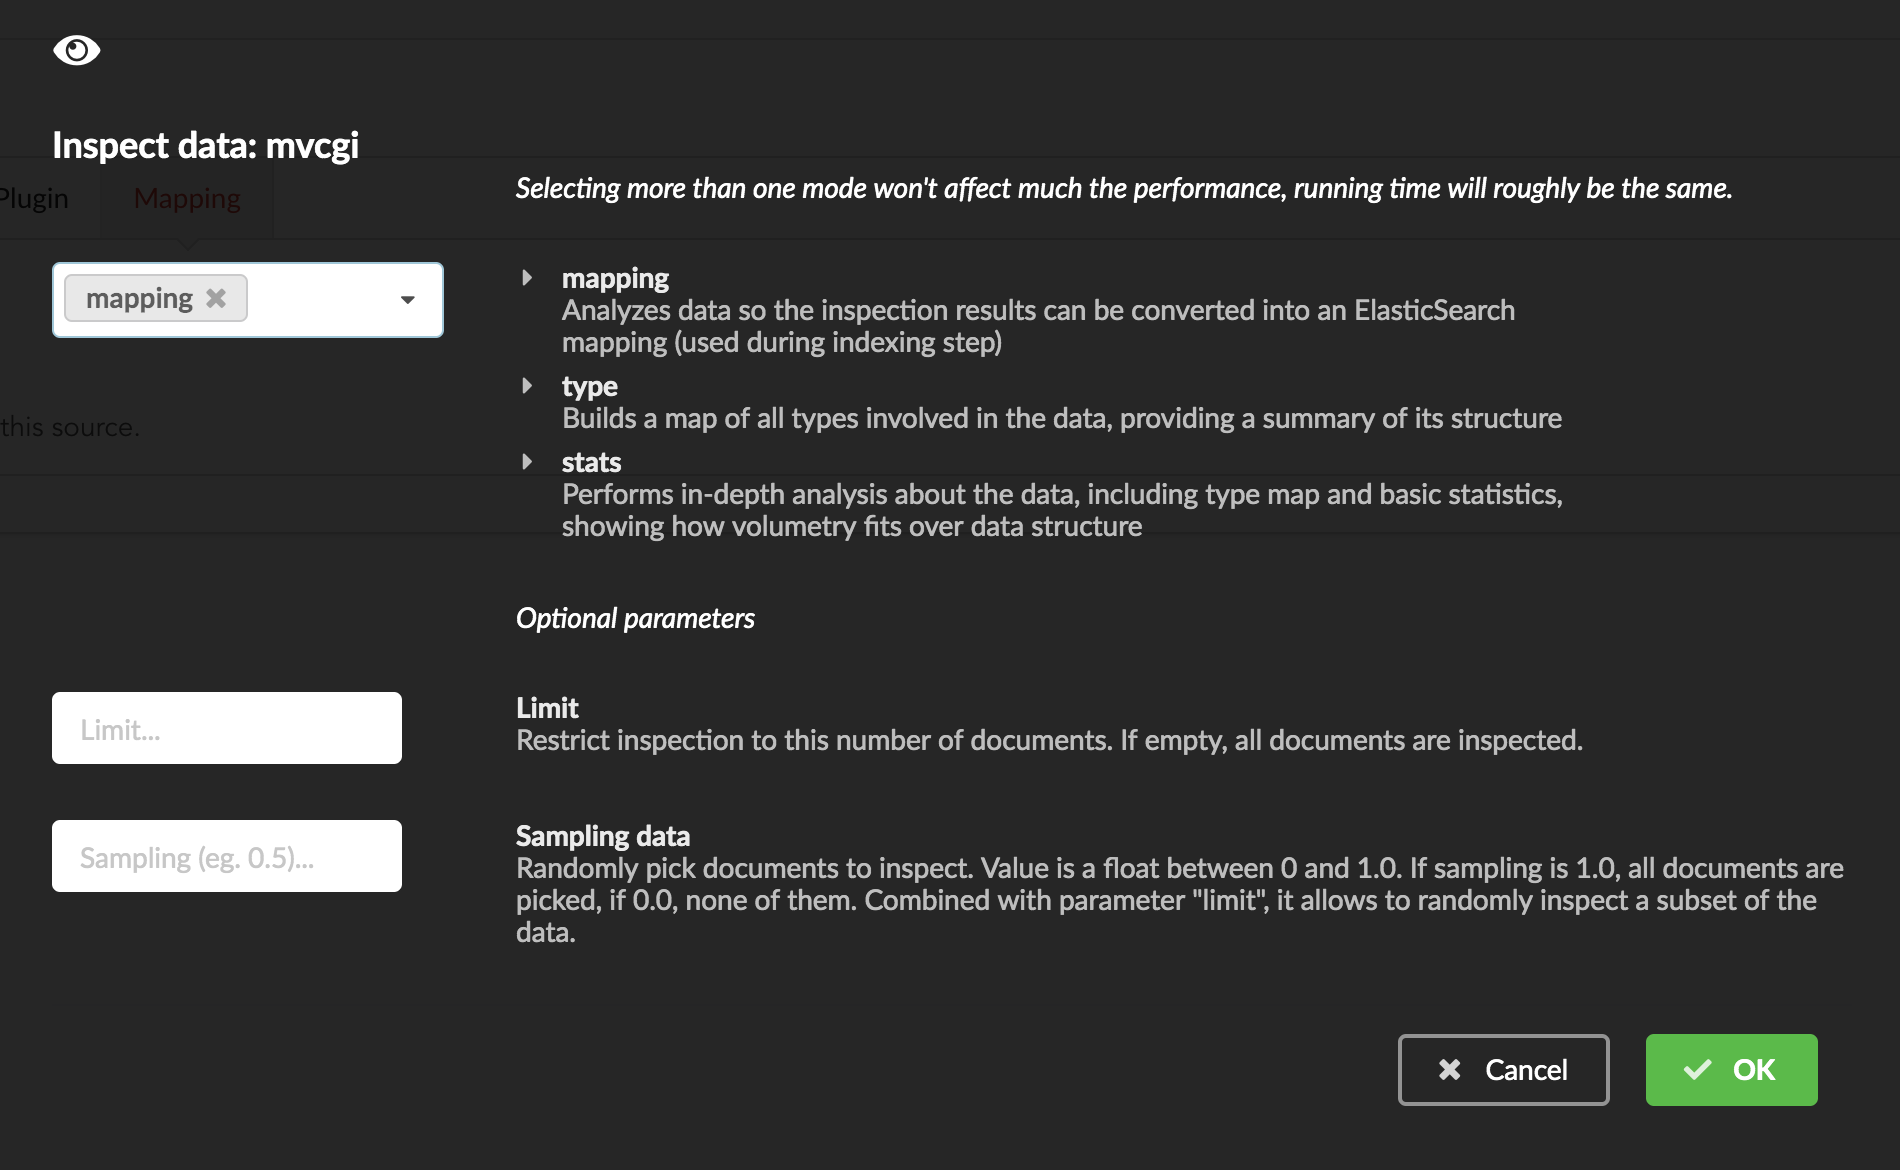 Inspect data: mvcgi
Selecting more than one mode won't affect much the performance, running time will roughly be the same.
Plugin
Mapping
mapping
mapping
Analyzes data so the inspection results can be converted into an ElasticSearch
mapping (used during indexing step)
type
Builds a map of all types involved in the data, providing a summary of its structure
this source.
stats
Performs in-depth analysis about the data, including type map and basic statistics,
showing how volumetry fits over data structure
Optional parameters
Limit...
Limit
Restrict inspection to this number of documents. If empty, all documents are inspected.
Sampling (eg. 0.5)...
Sampling data
Randomly pick documents to inspect. Value is a float between 0 and 1.0. If sampling is 1.0, all documents are
picked, if 0.0, none of them. Combined with parameter "limit", it allows to randomly inspect a subset of the
data.
Cancel
OK